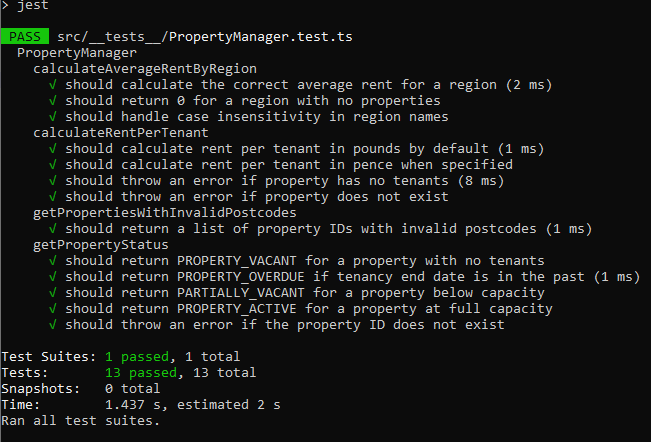 > jest
PASS src/__tests__/PropertyManager.test.ts
PropertyManager
calculateAverageRentByRegion
√ should calculate the correct average rent for a region (2 ms)
√ should return 0 for a region with no properties
√ should handle case insensitivity in region names
calculateRentPerTenant
√ should calculate rent per tenant in pounds by default (1 ms)
√ should calculate rent per tenant in pence when specified
√ should throw an error if property has no tenants (8 ms)
√ should throw an error if property does not exist
getPropertiesWithInvalidPostcodes
√ should return a list of property IDs with invalid postcodes (1 ms)
getPropertyStatus
√ should return PROPERTY_VACANT for a property with no tenants
√ should return PROPERTY_OVERDUE if tenancy end date is in the past (1 ms)
√ should return PARTIALLY_VACANT for a property below capacity
√ should return PROPERTY_ACTIVE for a property at full capacity
√ should throw an error if the property ID does not exist
Test Suites: 1 passed, 1 total
Tests: 13 passed, 13 total
Snapshots: 0 total
Time: 1.437 s, estimated 2 s
Ran all test suites.